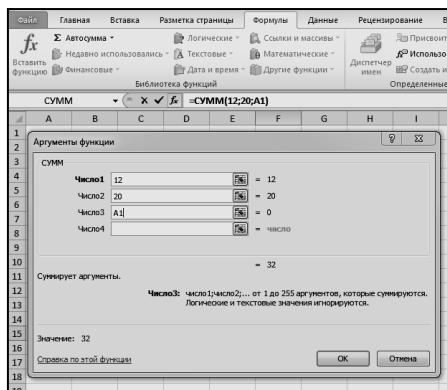 Файл Главная Вставка Разметка страницы Формулы Данные Рецензирование
Вставить функцию
Σ Автосумма
Недавно использовались
Финансовые
Логические
Текстовые
Дата и время
Ссылки и массивы
Математические
Другие функции
Библиотека функций
Диспетчер имен
Присвоит
Использо
Создать и
Определенные
СУММ fx =СУММ(12;20;A1)
A B C D E F G H I
1
2
3
4
5
6
7
8
9
10
11
12
13
14
15
16
17
18
Аргументы функции
СУММ
Число1 12 = 12
Число2 20 = 20
Число3 A1 = 0
Число4 = число
= 32
Суммирует аргументы.
Число3: число1;число2;... от 1 до 255 аргументов, которые суммируются.
Логические и текстовые значения игнорируются.
Значение: 32
Справка по этой функции ОК Отмена